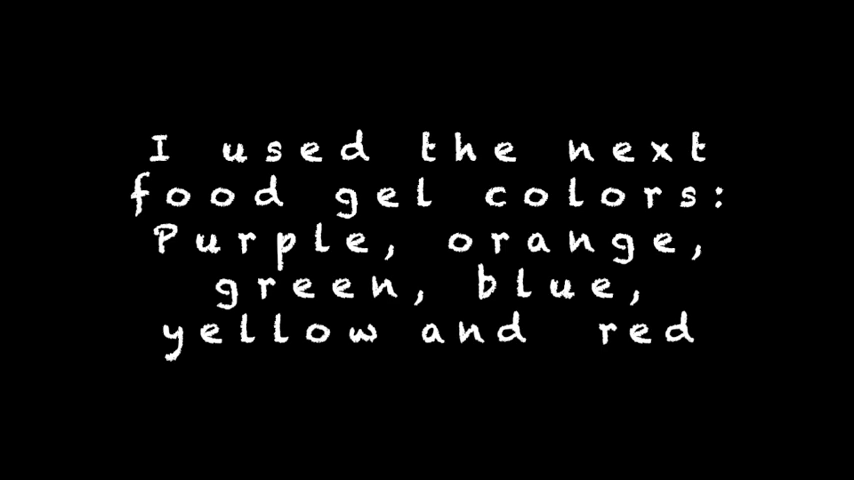 I used the next
food gel colors:
Purple, orange,
green, blue,
yellow and red